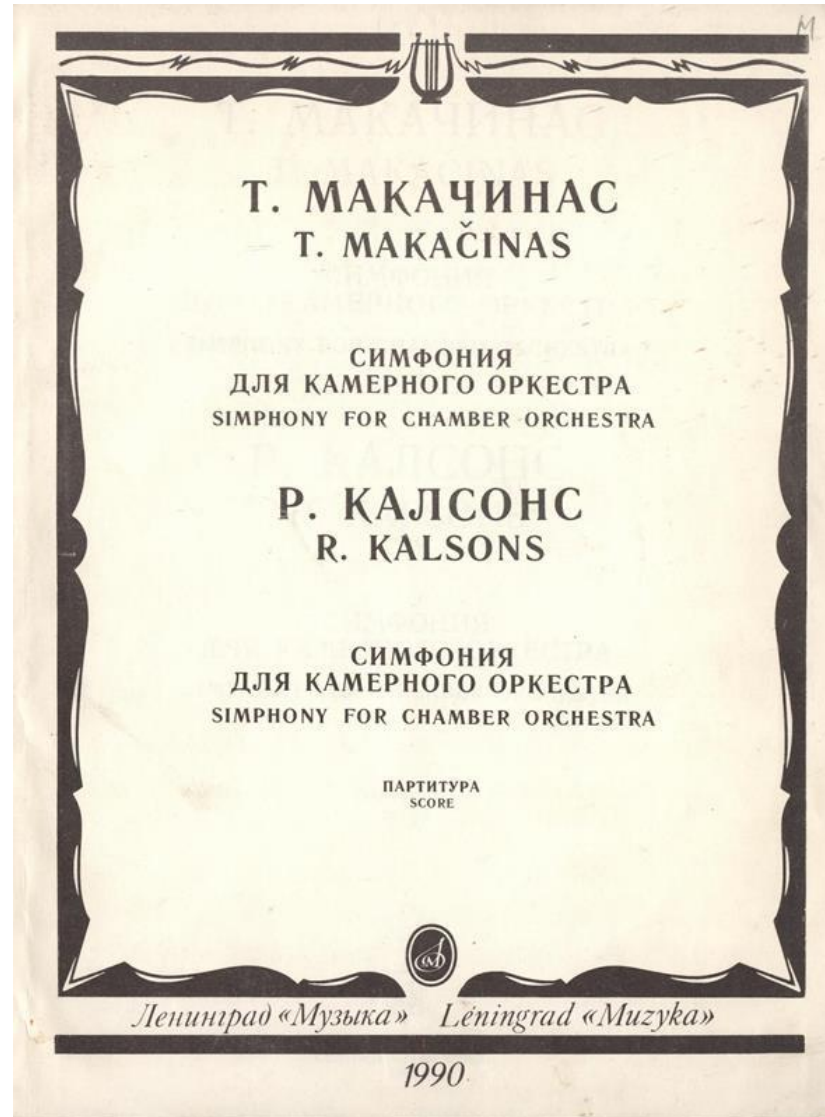 М
Т. МАКАЧИНАС
T. MAKAČINAS
СИМФОНИЯ
ДЛЯ КАМЕРНОГО ОРКЕСТРА
SIMPHONY FOR CHAMBER ORCHESTRA
Р. КАЛСОНС
R. KALSONS
СИМФОНИЯ
ДЛЯ КАМЕРНОГО ОРКЕСТРА
SIMPHONY FOR CHAMBER ORCHESTRA
ПАРТИТУРА
SCORE
Ленинград «Музыка» Léningrad «Muzyka»
1990